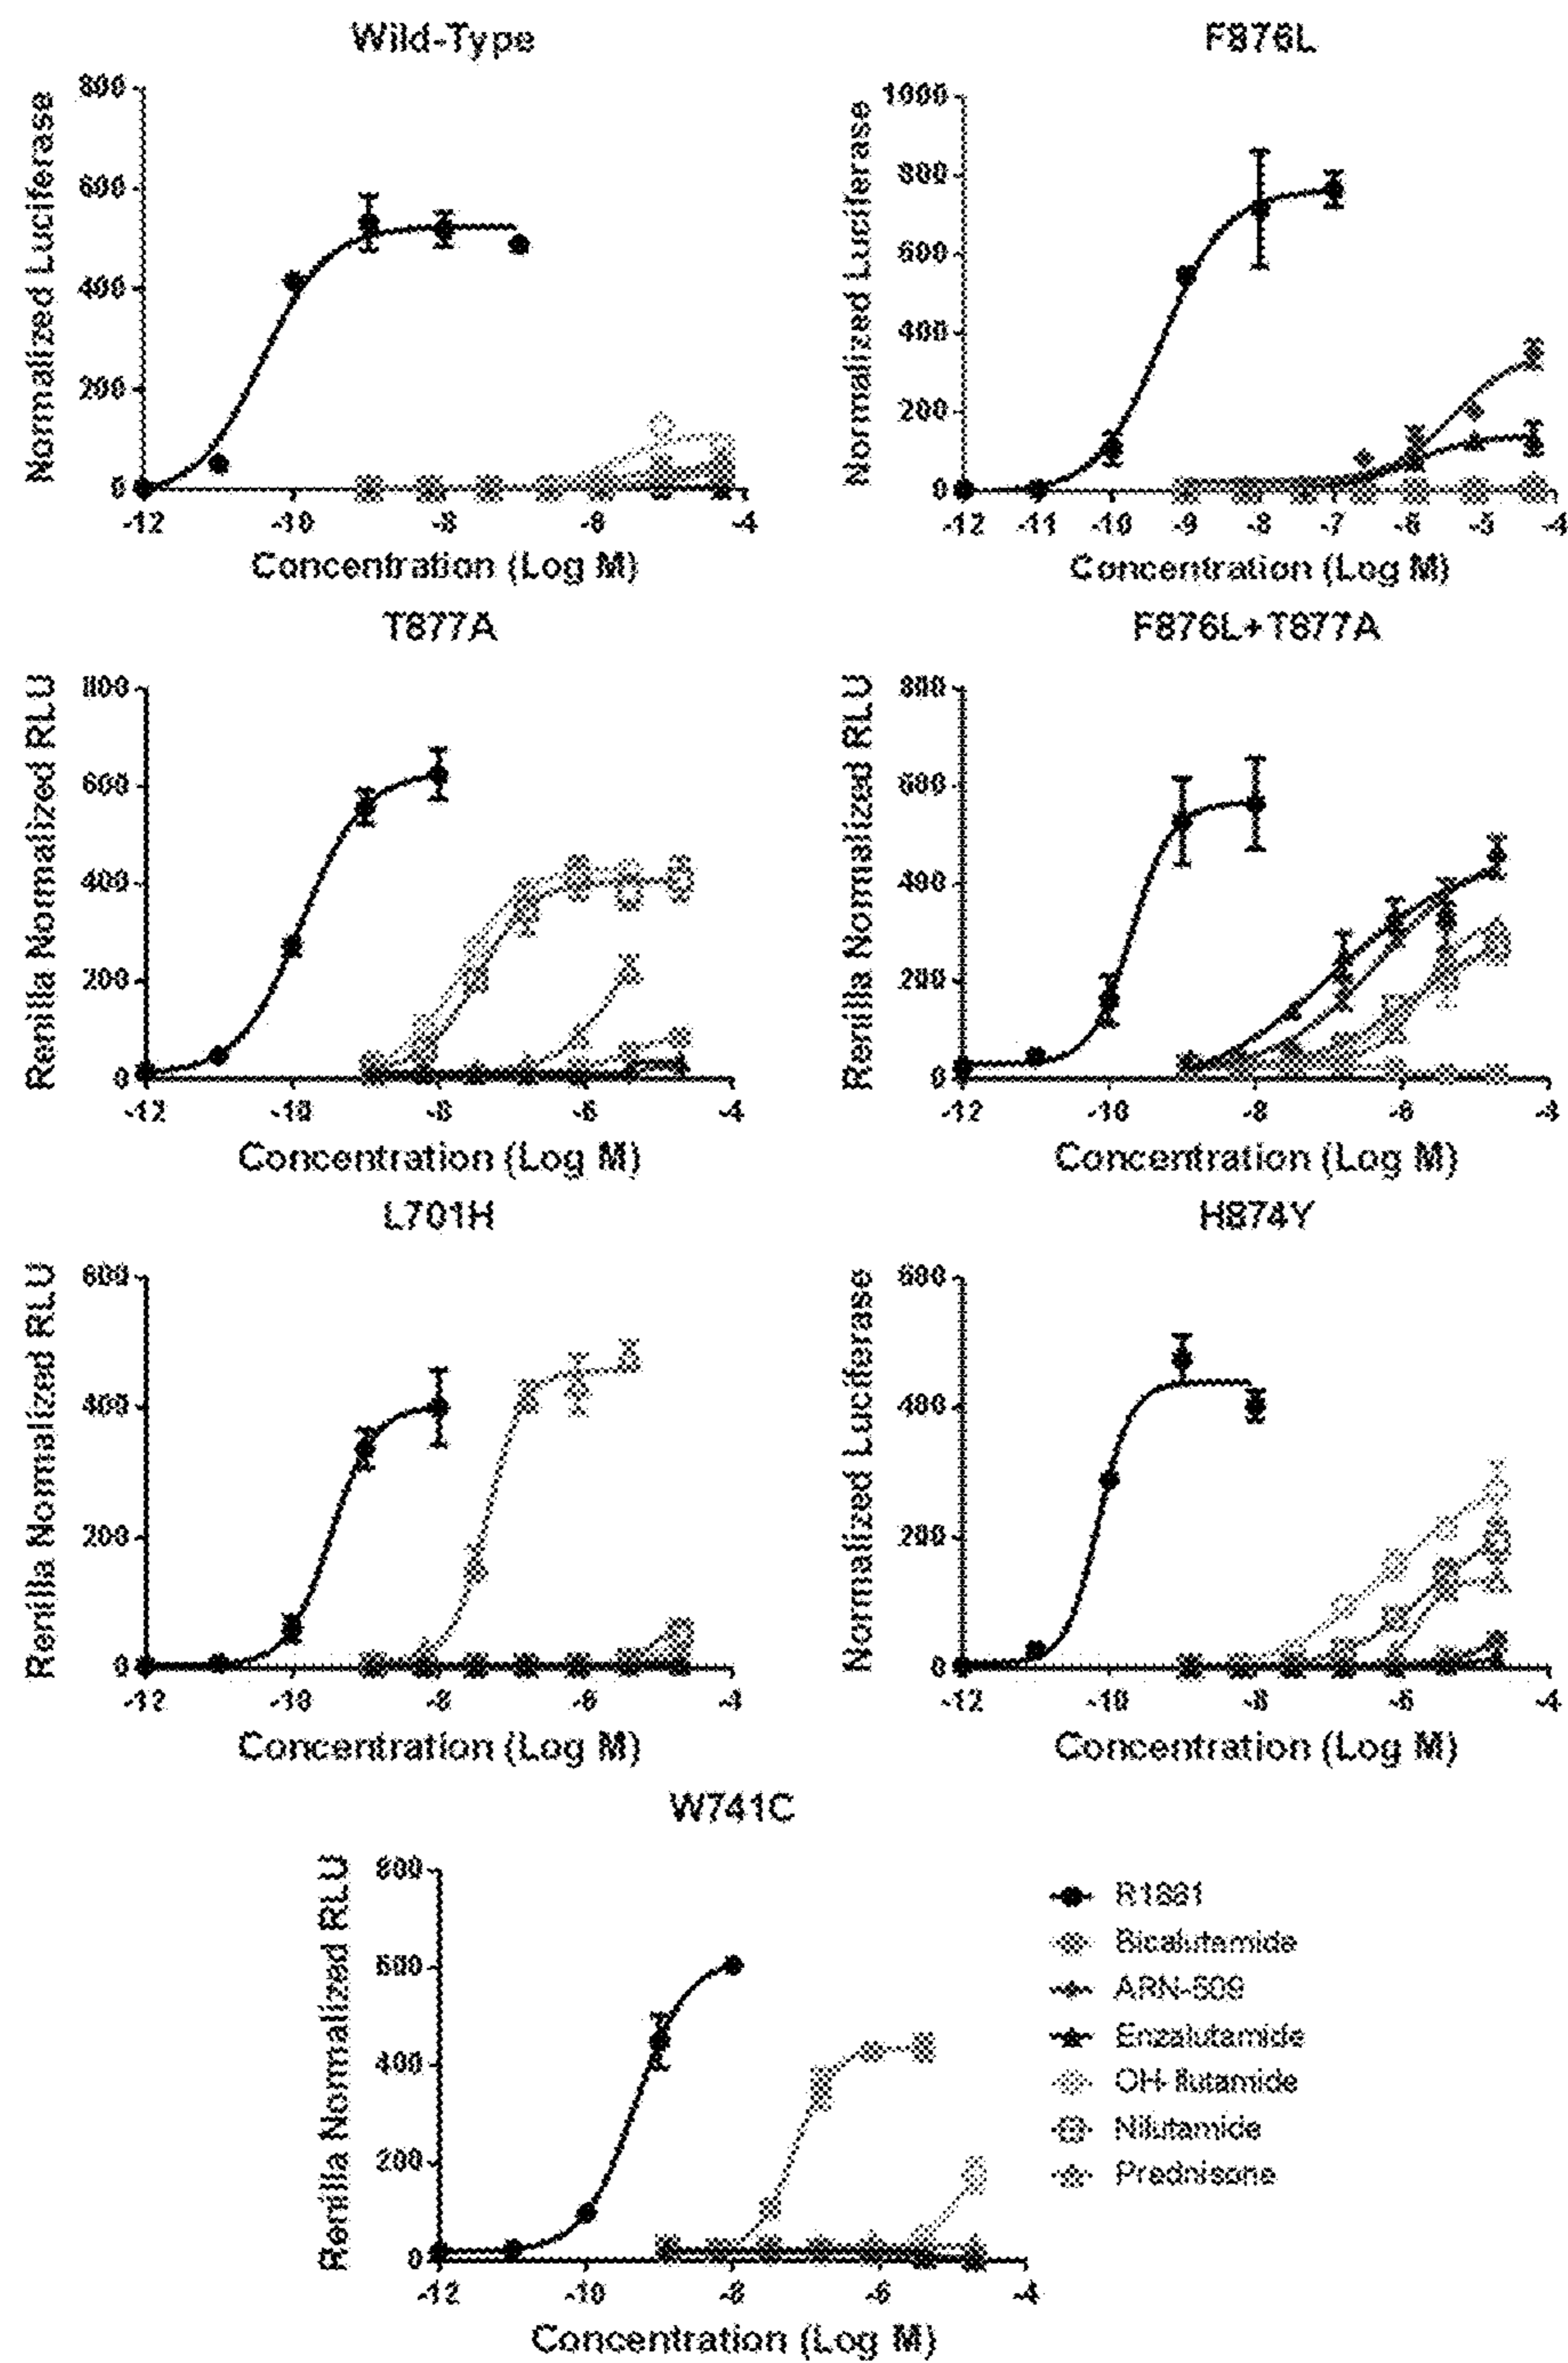 Wild-Type
Normalized Luciferase
800
600
400
200
0
-12
-10
-8
-6
-4
Concentration (Log M)
F876L
Normalized Luciferase
1000
800
600
400
200
0
-12
-11
-10
-9
-8
-7
-6
-5
-4
Concentration (Log M)
T877A
Renilla Normalized RLU
800
600
400
200
0
-12
-10
-8
-6
-4
Concentration (Log M)
F876L+T877A
Renilla Normalized RLU
800
600
400
200
0
-12
-10
-8
-6
Concentration (Log M)
L701H
Renilla Normalized RLU
600
400
200
0
-12
-10
-8
-6
-4
Concentration (Log M)
H874Y
Normalized Luciferase
600
400
200
0
-12
-10
-8
-6
-4
Concentration (Log M)
W741C
Renilla Normalized RLU
800
600
400
200
0
-12
-10
-8
-6
-4
Concentration (Log M)
R1881
Bicalutamide
ARN-509
Enzalutamide
OH-flutamide
Nilutamide
Prednisone